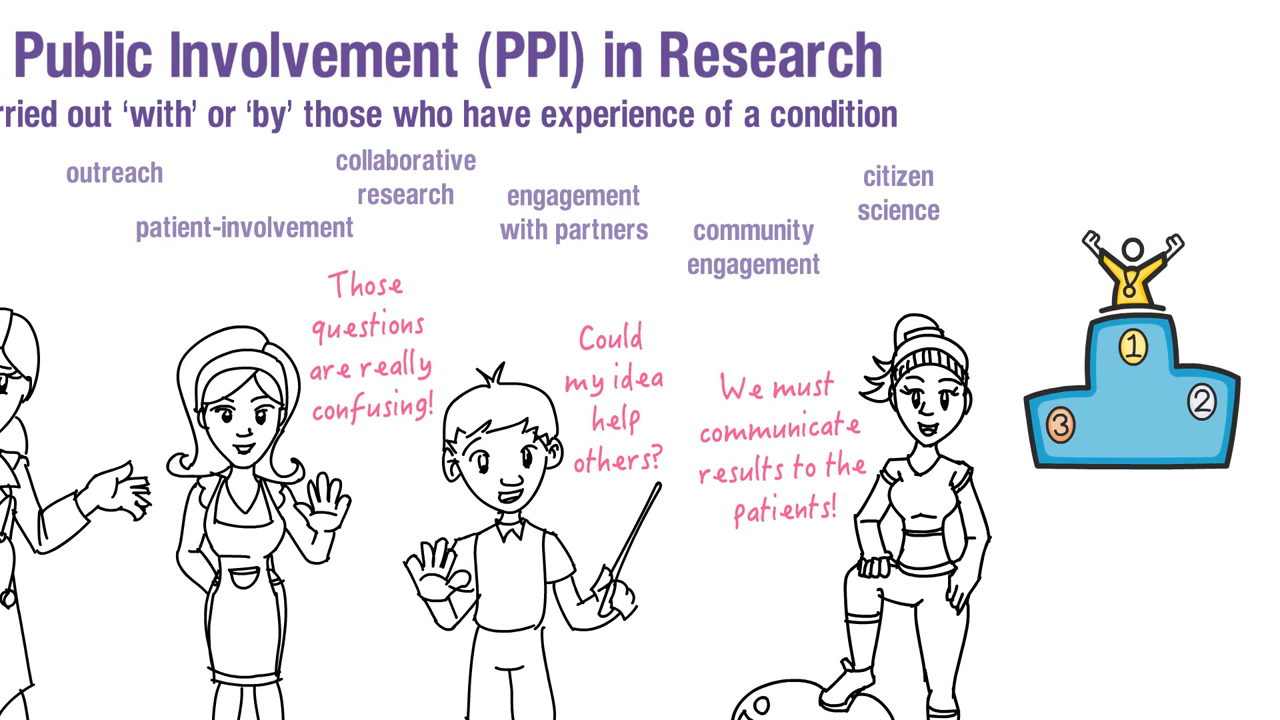 Public Involvement (PPI) in Research
rried out ‘with’ or ‘by’ those who have experience of a condition
outreach
collaborative
research
patient-involvement
engagement
with partners
community
engagement
citizen
science
Those
questions
are really
confusing!
Could
my idea
help
others?
We must
communicate
results to the
patients!
1
2
3